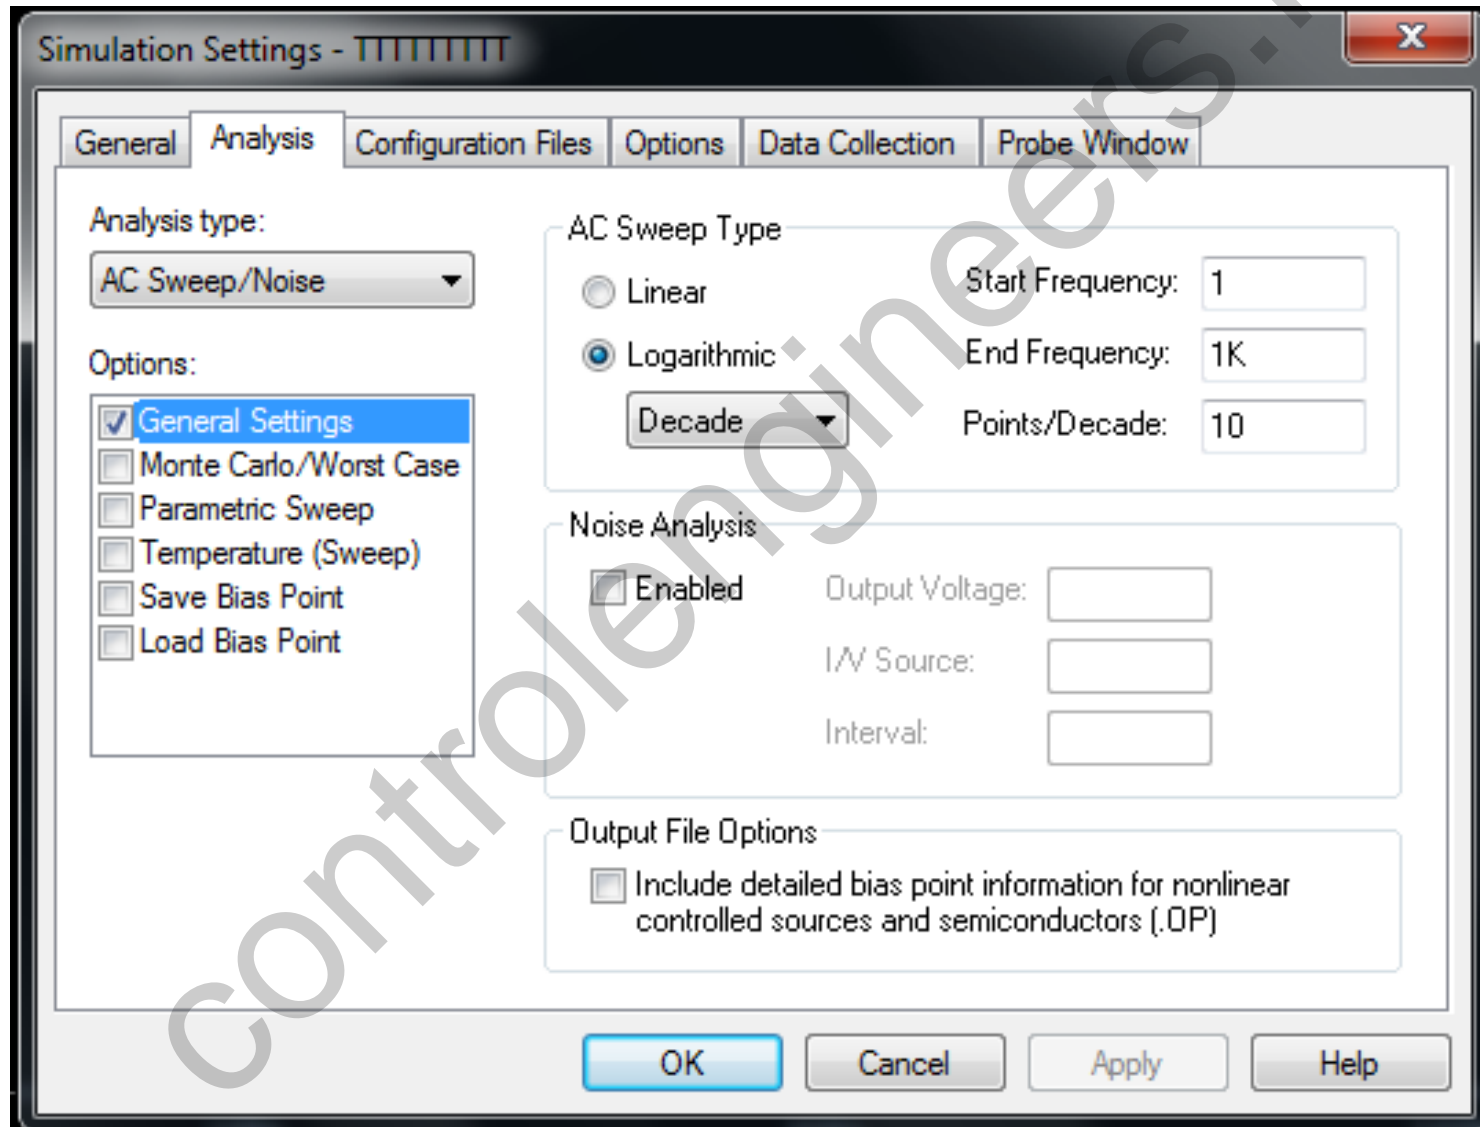 Simulation Settings - TTTTTTTTT
General Analysis Configuration Files Options Data Collection Probe Window
Analysis type:
AC Sweep/Noise
Options:
General Settings
Monte Carlo/Worst Case
Parametric Sweep
Temperature (Sweep)
Save Bias Point
Load Bias Point
AC Sweep Type
Linear
Logarithmic
Decade
Start Frequency: 1
End Frequency: 1K
Points/Decade: 10
Noise Analysis
Enabled
Output Voltage:
I/V Source:
Interval:
Output File Options
Include detailed bias point information for nonlinear
controlled sources and semiconductors (.OP)
OK Cancel Apply Help
controlengineers.